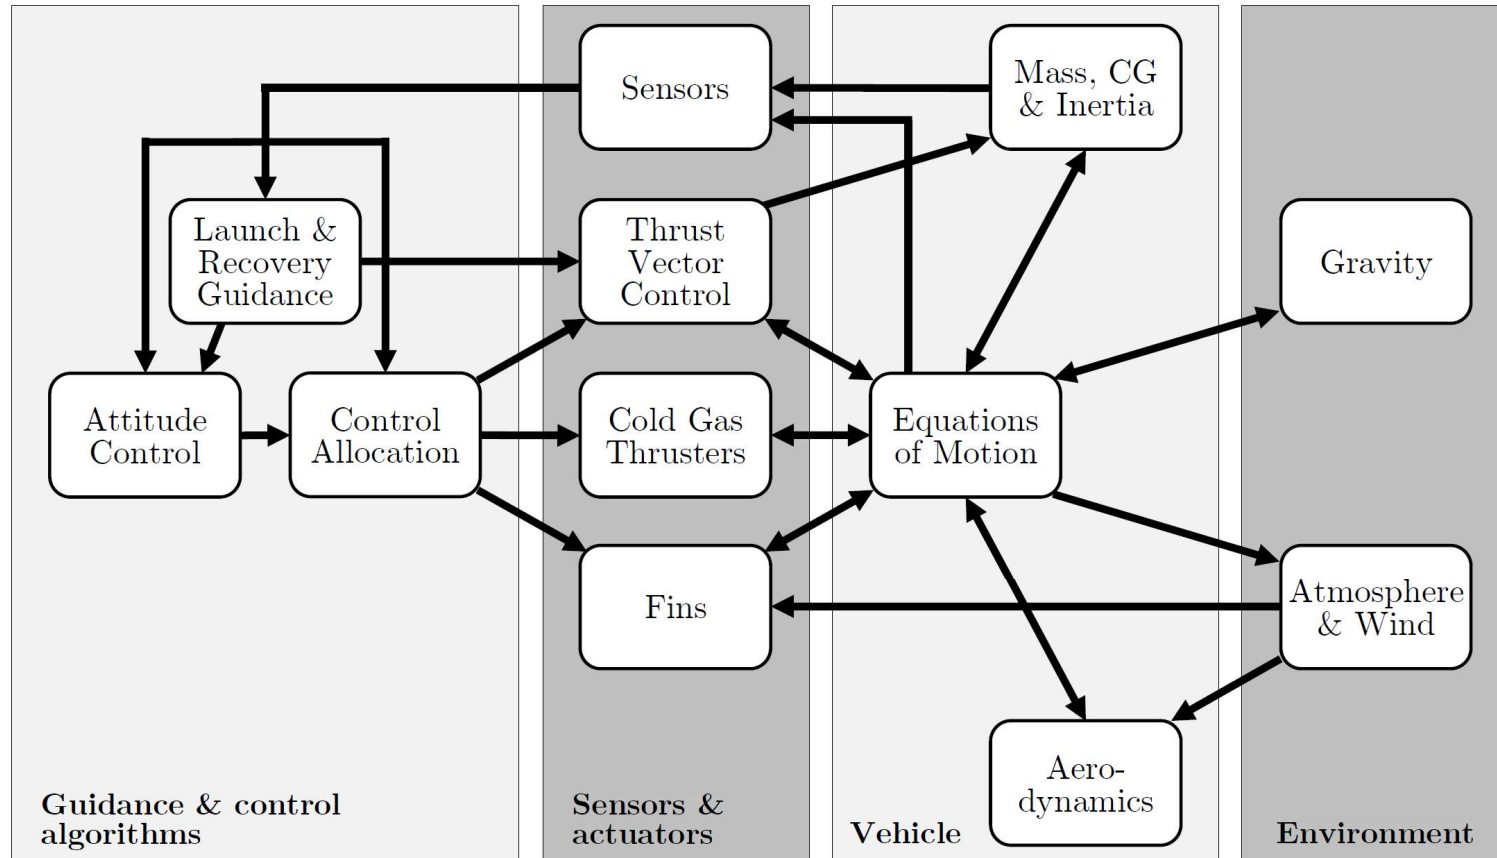 Sensors
Mass, CG
& Inertia
Launch &
Recovery
Guidance
Thrust
Vector
Control
Gravity
Attitude
Control
Control
Allocation
Cold Gas
Thrusters
Equations
of Motion
Fins
Atmosphere
& Wind
Aero-
dynamics
Guidance & control
algorithms
Sensors &
actuators
Vehicle
Environment